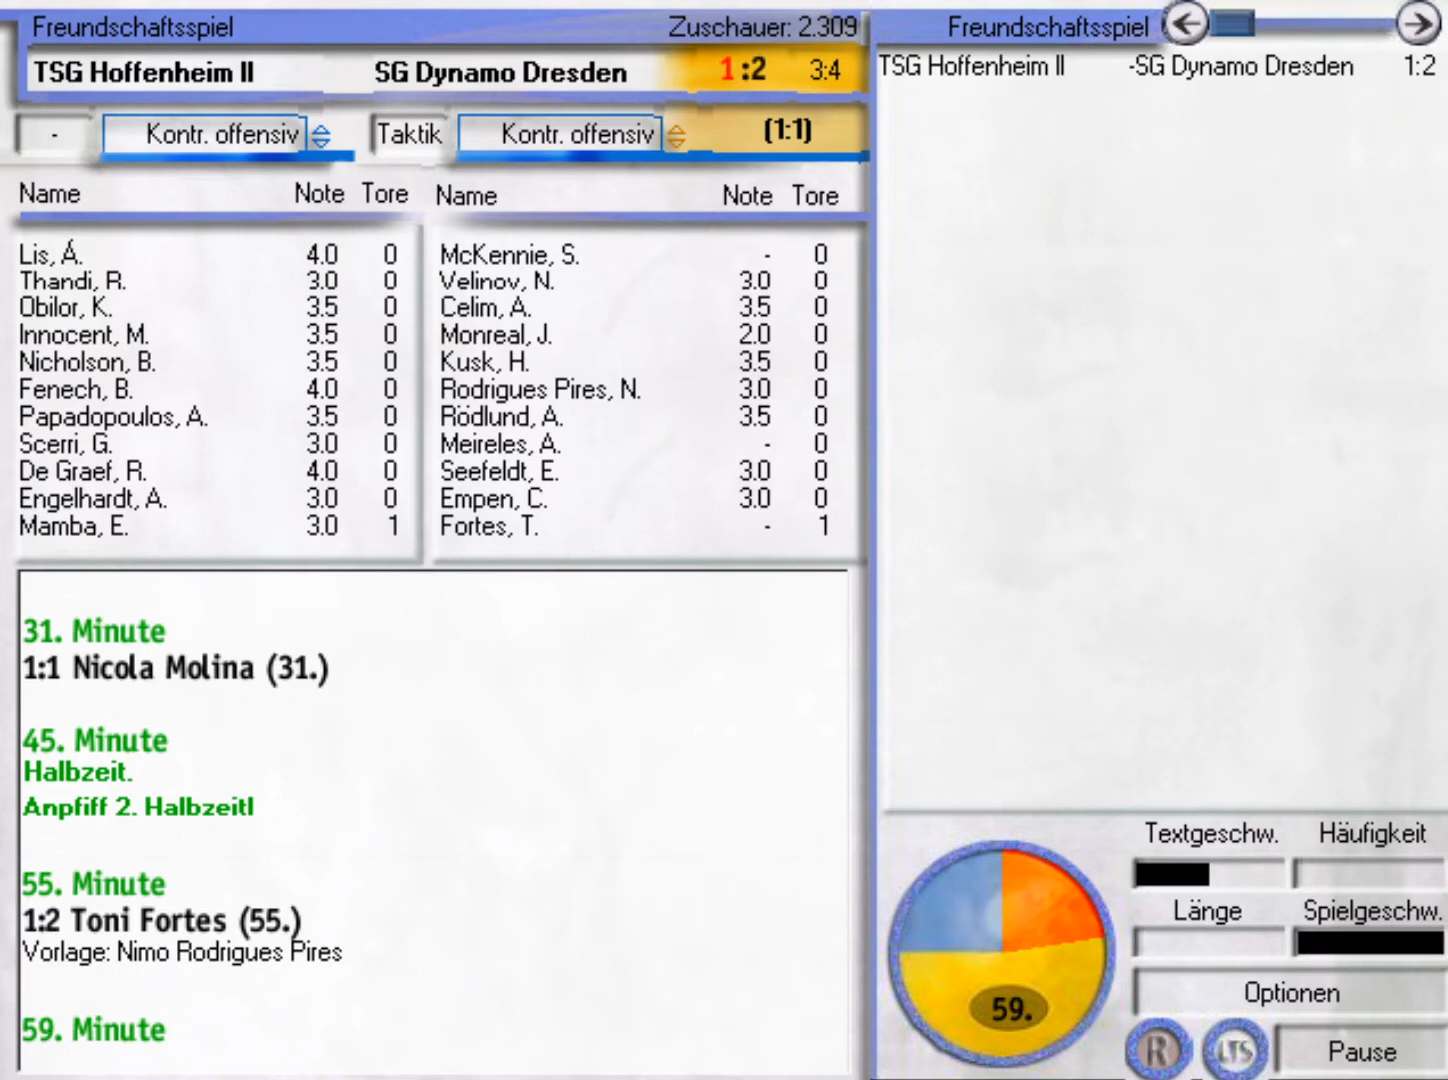 Freundschaftsspiel Zuschauer: 2.309
TSG Hoffenheim II SG Dynamo Dresden 1:2 3:4
- Kontr. offensiv Taktik Kontr. offensiv (1:1)
Name Note Tore Name Note Tore
Lis, Á. 4.0 0 McKennie, S. - 0
Thandi, R. 3.0 0 Velinov, N. 3.0 0
Obilor, K. 3.5 0 Celim, A. 3.5 0
Innocent, M. 3.5 0 Monreal, J. 2.0 0
Nicholson, B. 3.5 0 Kusk, H. 3.5 0
Fenech, B. 4.0 0 Rodrigues Pires, N. 3.0 0
Papadopoulos, A. 3.5 0 Rödlund, A. 3.5 0
Scerri, G. 3.0 0 Meireles, A. - 0
De Graef, R. 4.0 0 Seefeldt, E. 3.0 0
Engelhardt, A. 3.0 0 Empen, C. 3.0 0
Mamba, E. 3.0 1 Fortes, T. - 1
31. Minute
1:1 Nicola Molina (31.)
45. Minute
Halbzeit.
Anpfiff 2. Halbzeit!
55. Minute
1:2 Toni Fortes (55.)
Vorlage: Nimo Rodrigues Pires
59. Minute
Freundschaftsspiel
TSG Hoffenheim II -SG Dynamo Dresden 1:2
Textgeschw. Häufigkeit
Länge Spielgeschw.
59.
Optionen
R LTS Pause